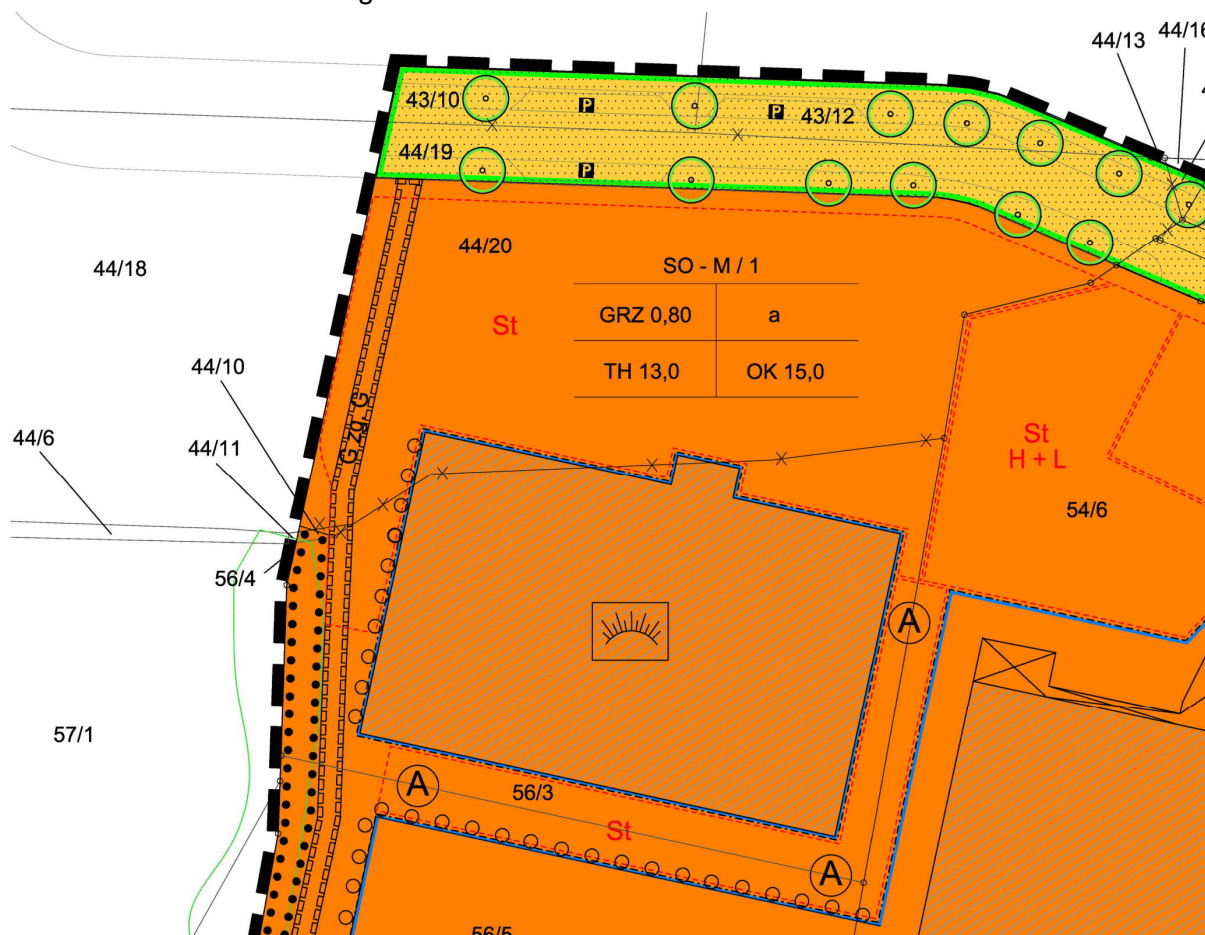 g
44/13
44/16
43/10
P
P
43/12
44/19
P
44/20
44/18
SO - M / 1
GRZ 0,80
a
St
TH 13,0
OK 15,0
44/10
G zg. G
44/6
44/11
St
H + L
54/6
56/4
A
57/1
A
56/3
St
A
56/5